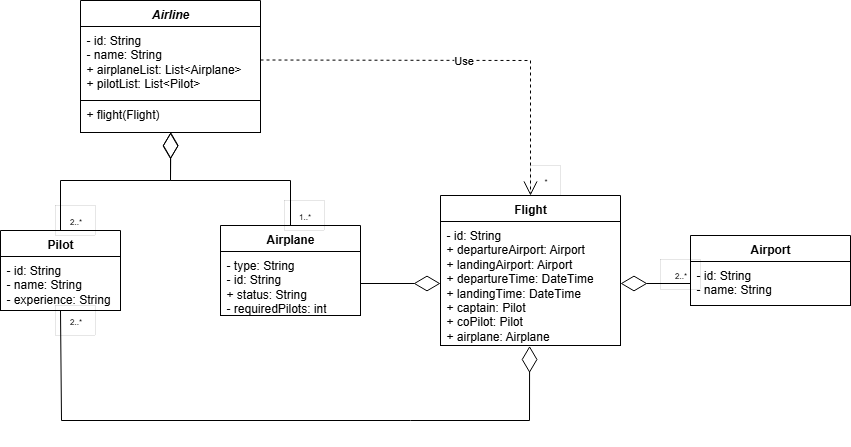 Airline
- id: String
- name: String
+ airplaneList: List<Airplane>
+ pilotList: List<Pilot>
+ flight(Flight)
Use
*
2..*
1..*
Pilot
- id: String
- name: String
- experience: String
2..*
Airplane
- type: String
- id: String
+ status: String
- requiredPilots: int
Flight
- id: String
+ departureAirport: Airport
+ landingAirport: Airport
+ departureTime: DateTime
+ landingTime: DateTime
+ captain: Pilot
+ coPilot: Pilot
+ airplane: Airplane
2..*
Airport
- id: String
- name: String